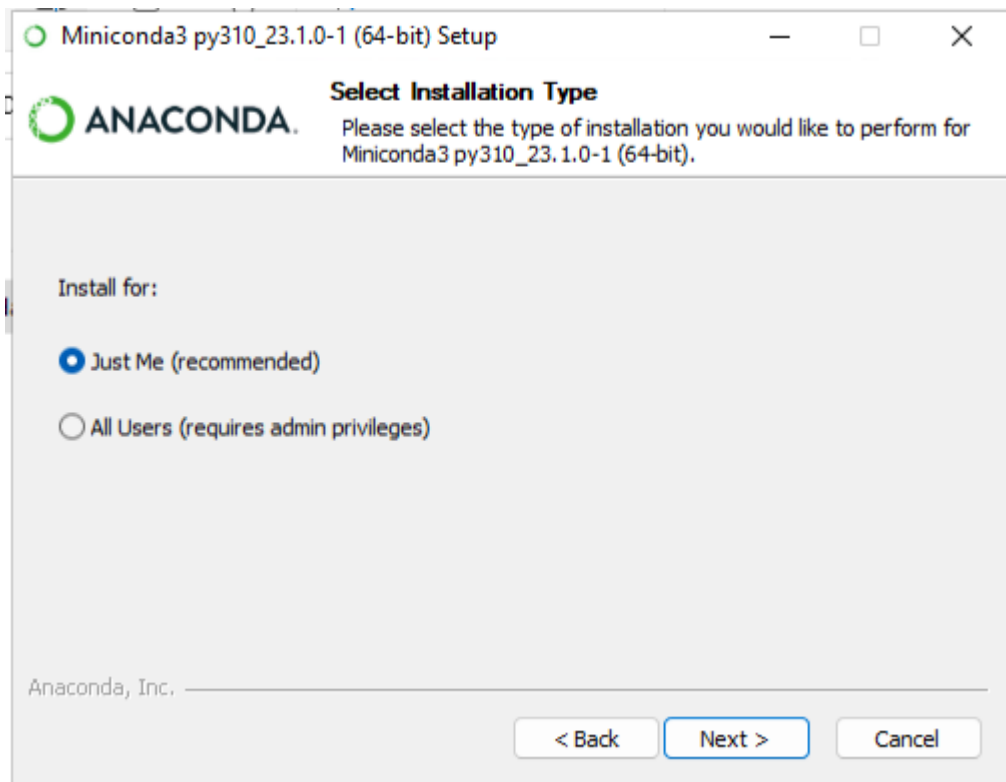 Miniconda3 py310_23.1.0-1 (64-bit) Setup
ANACONDA.
Select Installation Type
Please select the type of installation you would like to perform for
Miniconda3 py310_23.1.0-1 (64-bit).
Install for:
Just Me (recommended)
All Users (requires admin privileges)
Anaconda, Inc.
< Back
Next >
Cancel